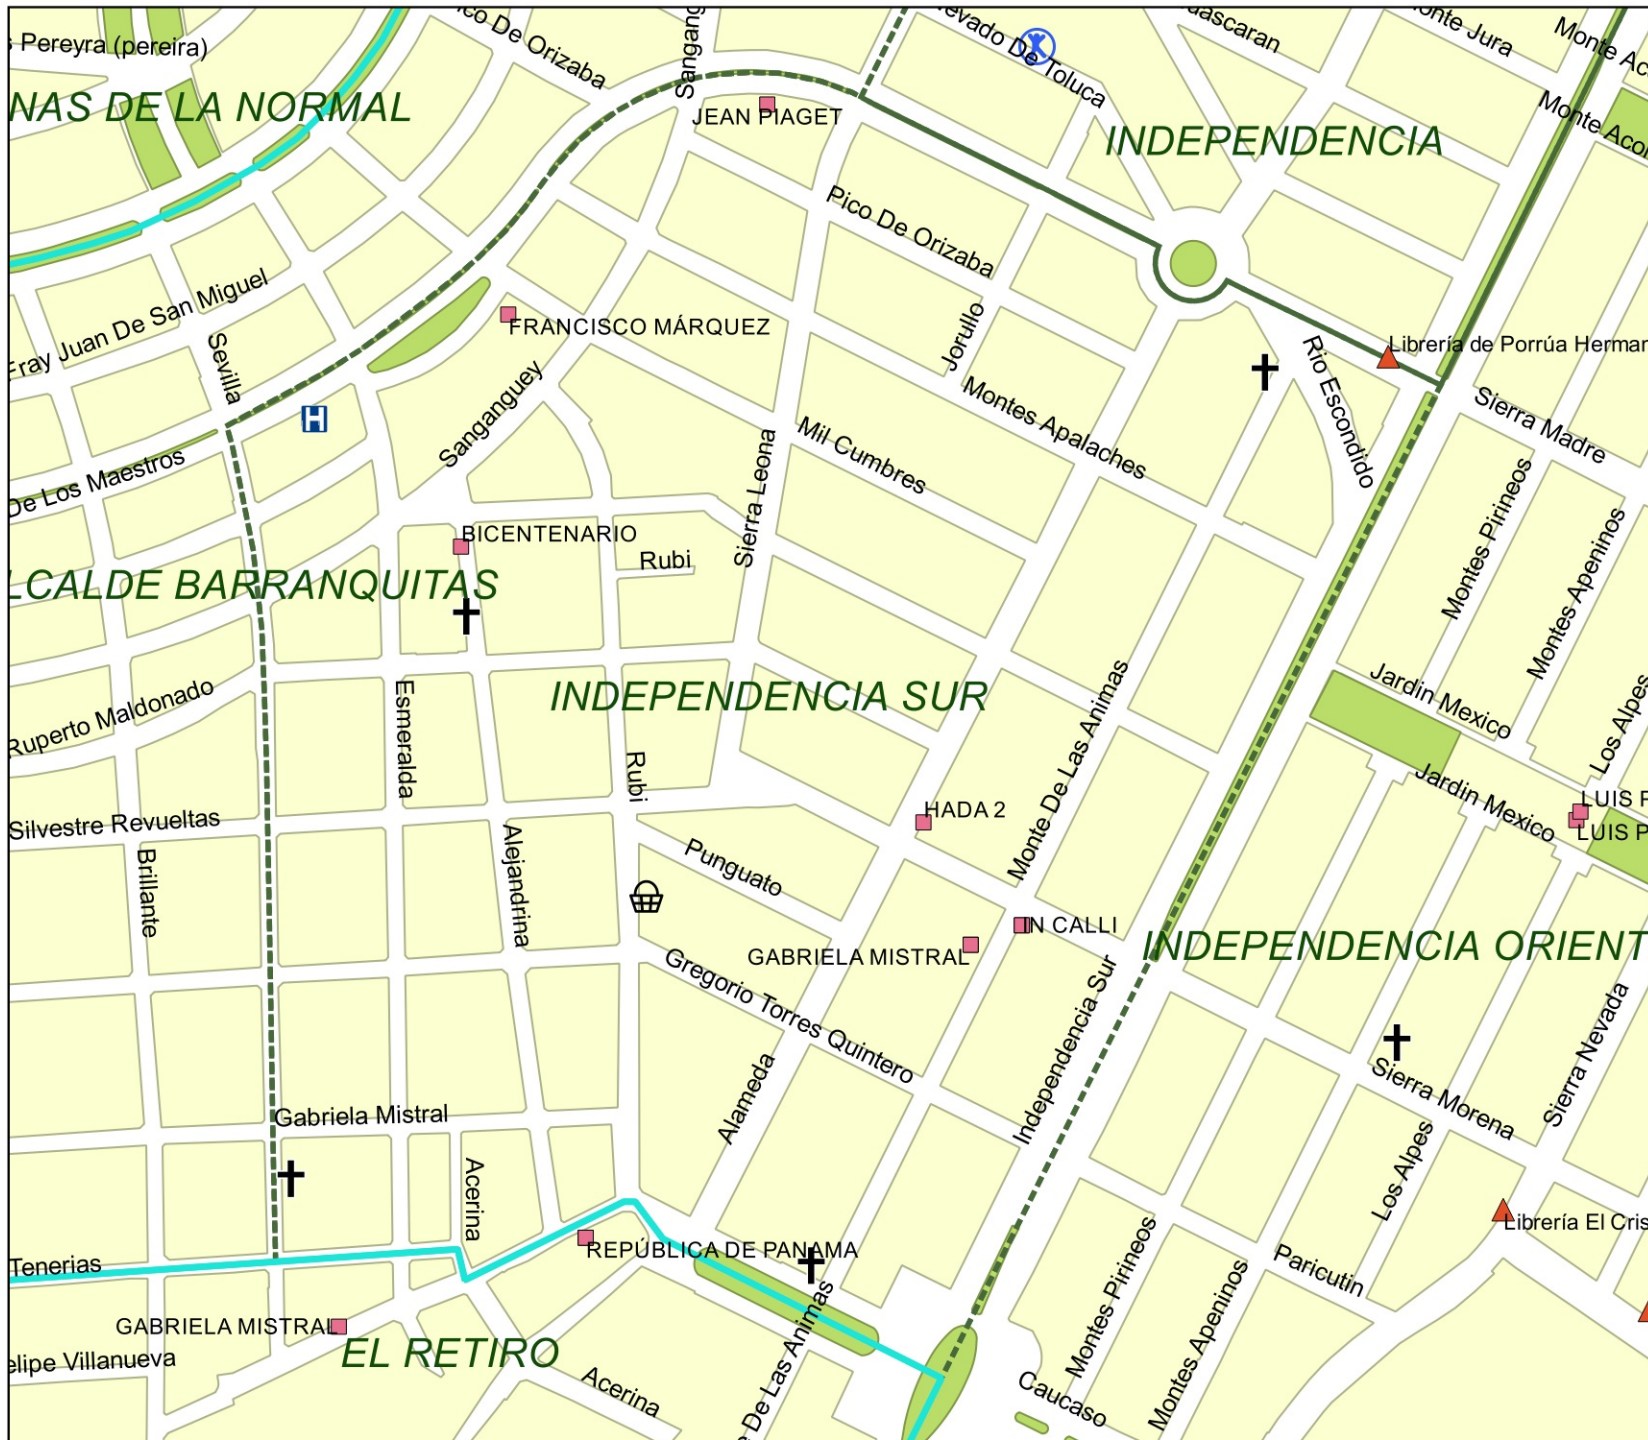 Pereyra (pereira)
co De Orizaba
Sangang
evado De Toluca
uascaran
onte Jura
Monte Ac
NAS DE LA NORMAL
JEAN PIAGET
INDEPENDENCIA
Monte Aco
Pico De Orizaba
Fray Juan De San Miguel
FRANCISCO MÁRQUEZ
Jorullo
Librería de Porrúa Herman
Rio Escondido
Sevilla
Sanganguey
Montes Apalaches
Sierra Madre
De Los Maestros
Mil Cumbres
Sierra Leona
Montes Pirineos
Montes Apeninos
BICENTENARIO
Rubi
LCALDE BARRANQUITAS
INDEPENDENCIA SUR
Ruperto Maldonado
Esmeralda
Rubi
Monte De Las Animas
Jardin Mexico
Los Alpes
Jardin Mexico
LUIS P
LUIS P
HADA 2
Silvestre Revueltas
Brillante
Alejandrina
Punguato
IN CALLI
GABRIELA MISTRAL
INDEPENDENCIA ORIENT
Gregorio Torres Quintero
Independencia Sur
Sierra Nevada
Alameda
Sierra Morena
Gabriela Mistral
Acerina
Los Alpes
Librería El Cris
Tenerias
REPÚBLICA DE PANAMA
Montes Pirineos
Paricutin
Montes Apeninos
GABRIELA MISTRAL
EL RETIRO
elipe Villanueva
Acerina
De Las Animas
Caucaso